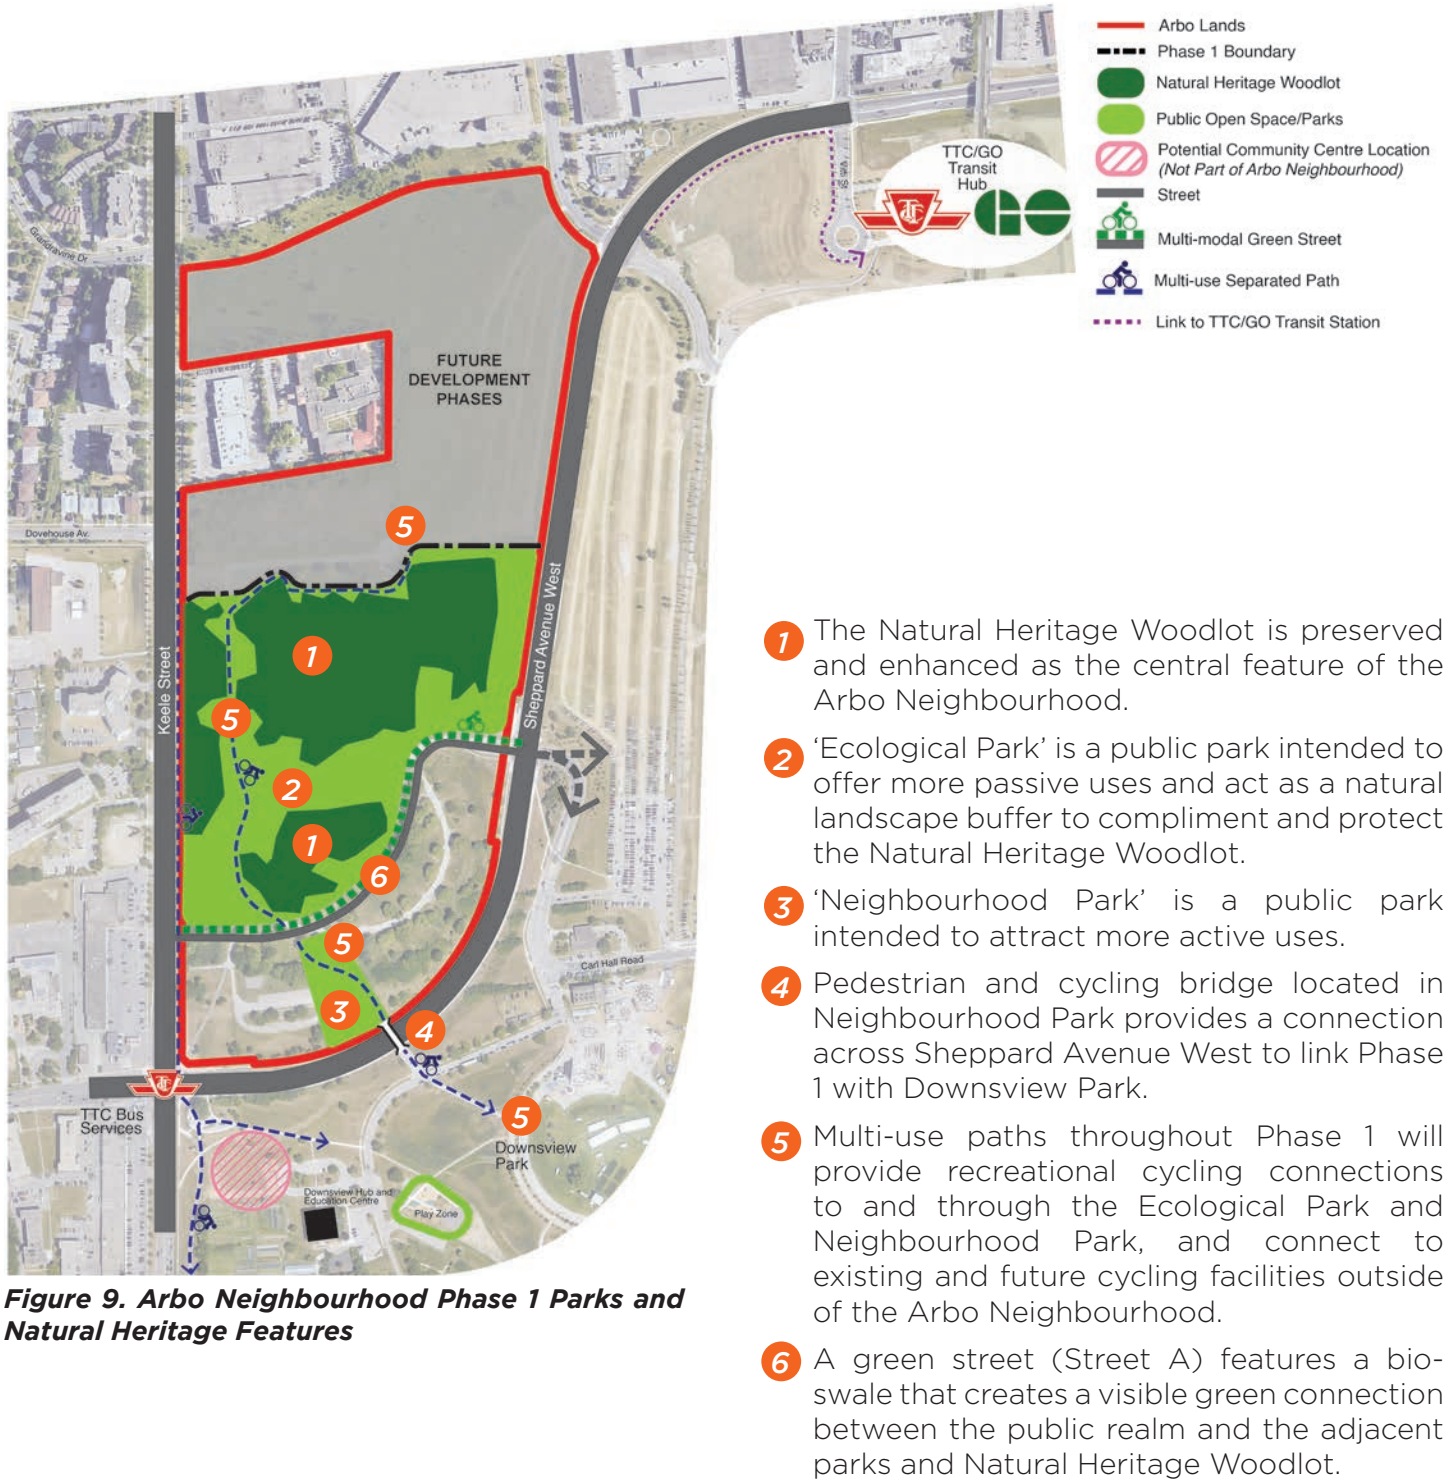 Arbo Lands
Phase 1 Boundary
Natural Heritage Woodlot
Public Open Space/Parks
Potential Community Centre Location
(Not Part of Arbo Neighbourhood)
Street
Multi-modal Green Street
Multi-use Separated Path
Link to TTC/GO Transit Station
TTC/GO
Transit
Hub
TTC
GO
Grandravine Dr
FUTURE
DEVELOPMENT
PHASES
5
Dovehouse Av.
Keele Street
Sheppard Avenue West
1
5
2
1
6
5
3
4
Carl Hall Road
TTC
TTC Bus
Services
5
Downsview
Park
Downsview Hub and
Education Centre
Play Zone
Figure 9. Arbo Neighbourhood Phase 1 Parks and
Natural Heritage Features
1 The Natural Heritage Woodlot is preserved
and enhanced as the central feature of the
Arbo Neighbourhood.
2 ‘Ecological Park’ is a public park intended to
offer more passive uses and act as a natural
landscape buffer to compliment and protect
the Natural Heritage Woodlot.
3 ‘Neighbourhood Park’ is a public park
intended to attract more active uses.
4 Pedestrian and cycling bridge located in
Neighbourhood Park provides a connection
across Sheppard Avenue West to link Phase
1 with Downsview Park.
5 Multi-use paths throughout Phase 1 will
provide recreational cycling connections
to and through the Ecological Park and
Neighbourhood Park, and connect to
existing and future cycling facilities outside
of the Arbo Neighbourhood.
6 A green street (Street A) features a bio-
swale that creates a visible green connection
between the public realm and the adjacent
parks and Natural Heritage Woodlot.